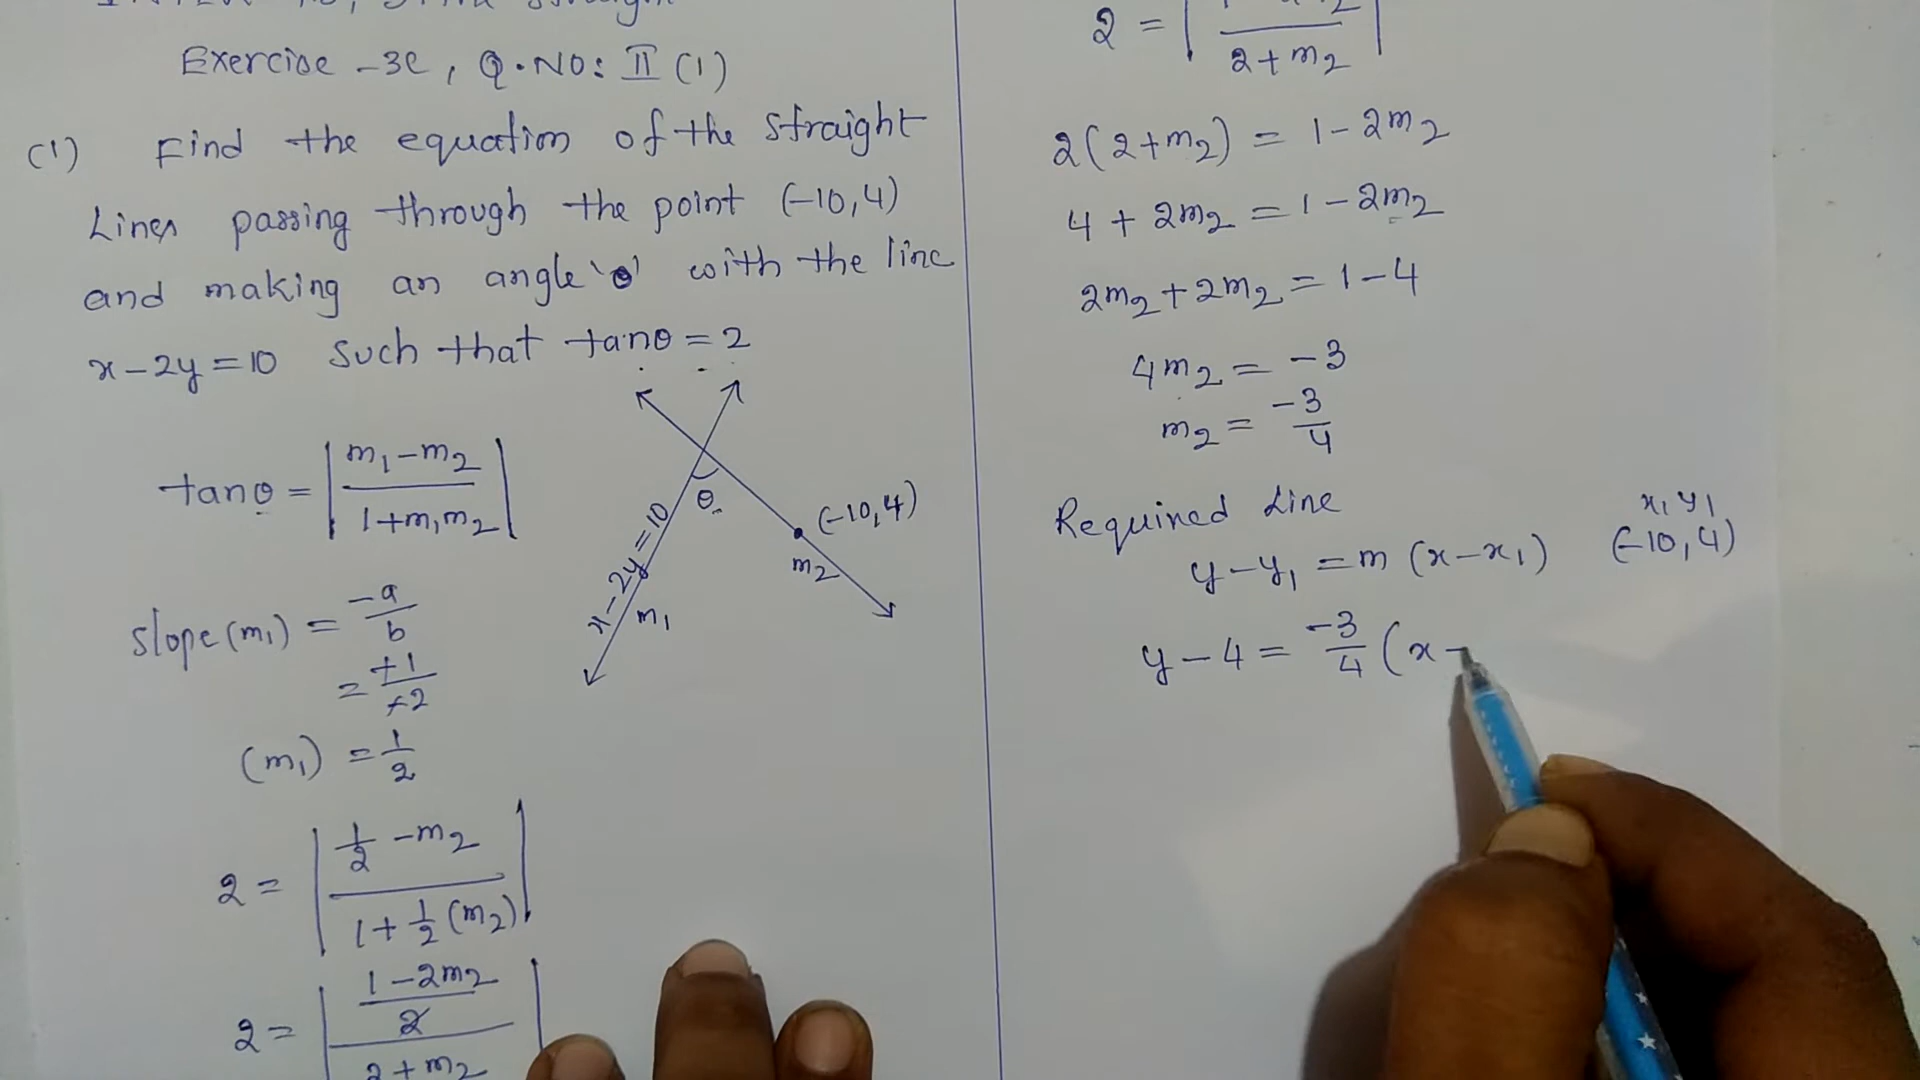 Exercise - 3C, Q.NO: II (1)
(1) Find the equation of the straight
Lines passing through the point (-10,4)
and making an angle 'θ' with the line
x-2y=10 such that tanθ=2
tanθ = |(m₁-m₂)/(1+m₁m₂)|
slope(m₁) = -a/b
= +1/+2
(m₁) = 1/2
2 = |(1/2 - m₂)/(1+1/2(m₂))|
2 = |((1-2m₂)/2)/(2+m₂
θ
(-10,4)
x-2y=10
m₁
m₂
2 = | /(2+m₂)|
2(2+m₂) = 1-2m₂
4+2m₂ = 1-2m₂
2m₂+2m₂ = 1-4
4m₂ = -3
m₂ = -3/4
Required Line
x₁ y₁
y-y₁ = m(x-x₁) (-10,4)
y-4 = -3/4(x-